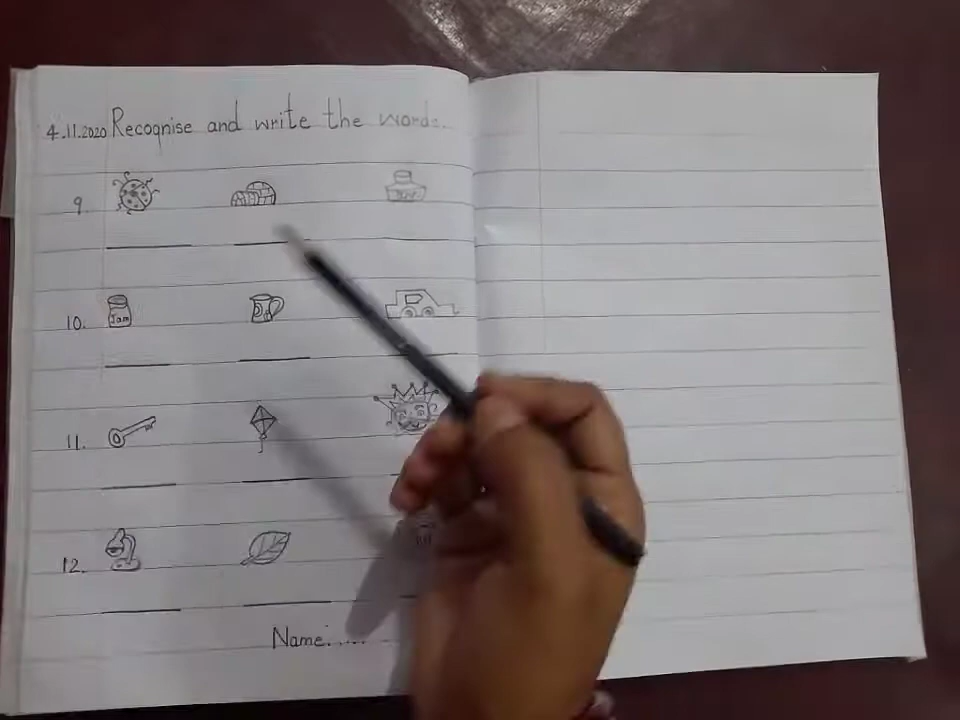 4.11.2020 Recognise and write the words.
9.
10.
Jam
11.
12.
Name:....